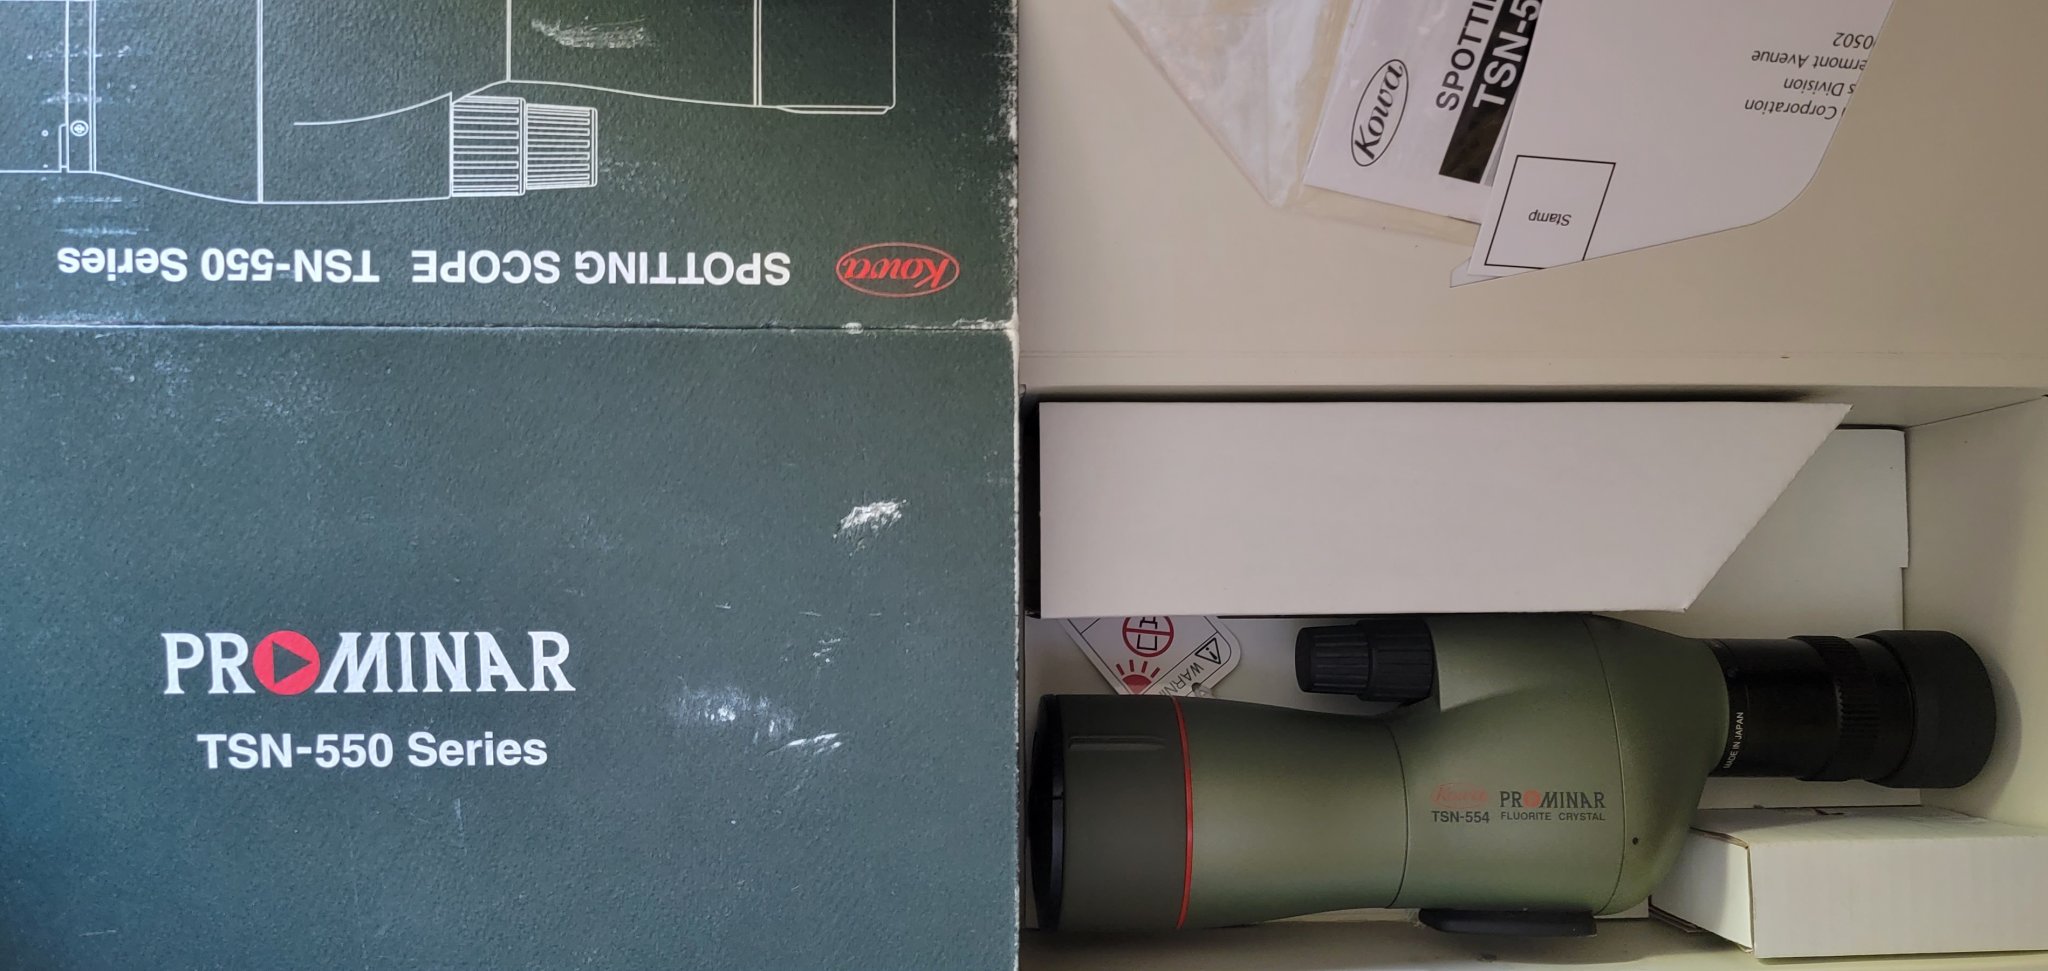 Kowa SPOTTING SCOPE TSN-550 Series
PROMINAR
TSN-550 Series
Kowa
SPOTTI
TSN-5
Corporation
s Division
ermont Avenue
0502
Stamp
WARNI
MADE IN JAPAN
Kowa PROMINAR
TSN-554 FLUORITE CRYSTAL